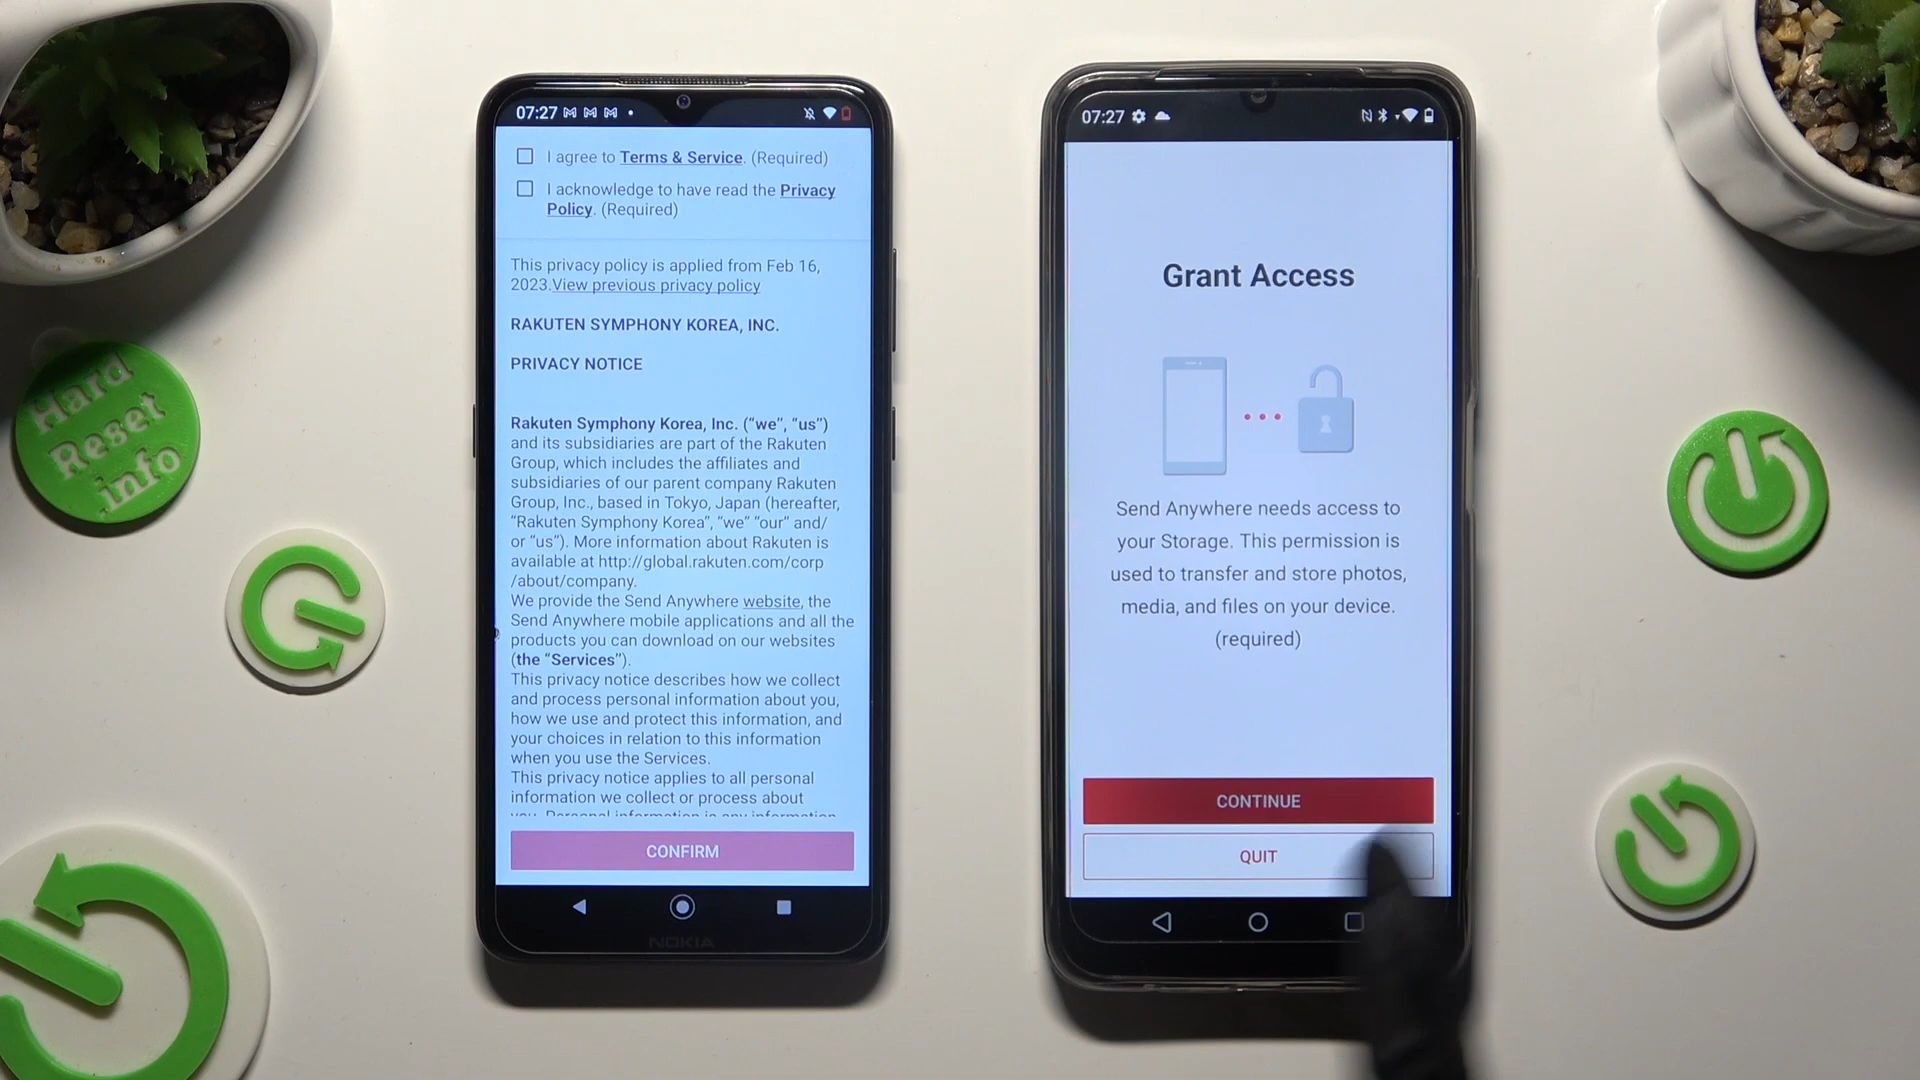 07:27
I agree to Terms & Service. (Required)
I acknowledge to have read the Privacy
Policy. (Required)
This privacy policy is applied from Feb 16,
2023.View previous privacy policy
RAKUTEN SYMPHONY KOREA, INC.
PRIVACY NOTICE
Rakuten Symphony Korea, Inc. (“we”, “us”)
and its subsidiaries are part of the Rakuten
Group, which includes the affiliates and
subsidiaries of our parent company Rakuten
Group, Inc., based in Tokyo, Japan (hereafter,
“Rakuten Symphony Korea”, “we” “our” and/
or “us”). More information about Rakuten is
available at http://global.rakuten.com/corp
/about/company.
We provide the Send Anywhere website, the
Send Anywhere mobile applications and all the
products you can download on our websites
(the “Services”).
This privacy notice describes how we collect
and process personal information about you,
how we use and protect this information, and
your choices in relation to this information
when you use the Services.
This privacy notice applies to all personal
information we collect or process about
you. Personal information is any information
CONFIRM
NOKIA
07:27
Grant Access
Send Anywhere needs access to
your Storage. This permission is
used to transfer and store photos,
media, and files on your device.
(required)
CONTINUE
QUIT
Hard
Reset
.info